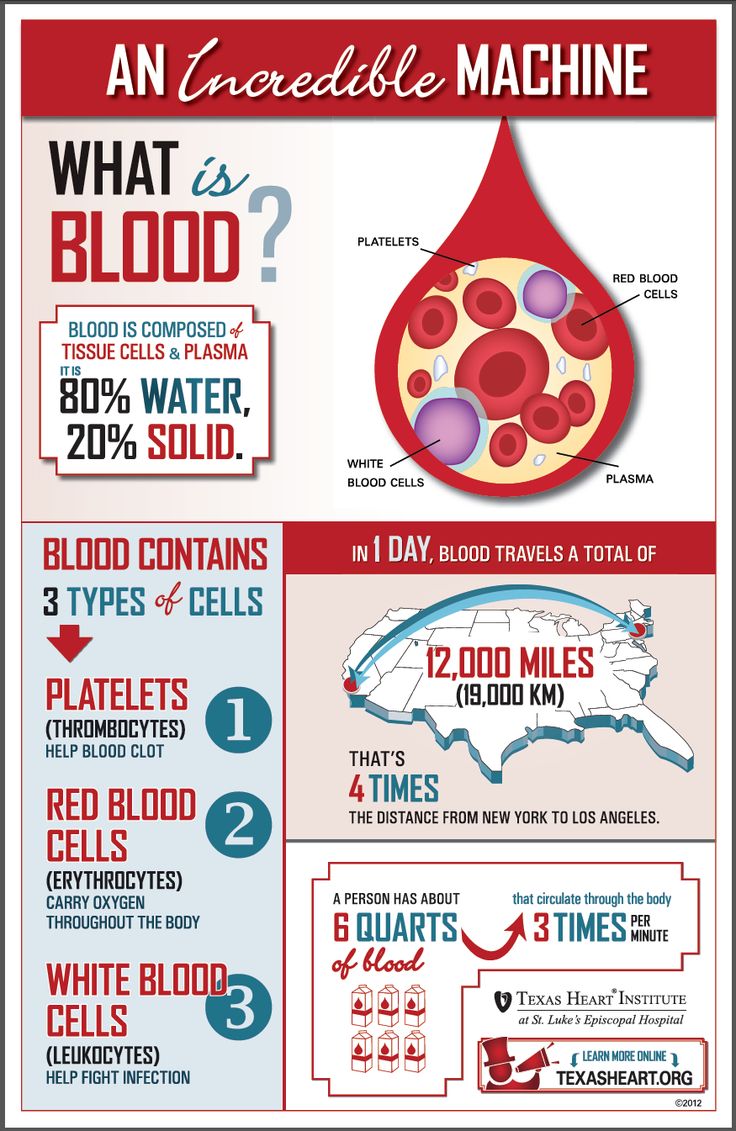 AN Incredible MACHINE
WHAT is
BLOOD?
BLOOD IS COMPOSED of
TISSUE CELLS & PLASMA
IT IS
80% WATER,
20% SOLID.
PLATELETS
RED BLOOD
CELLS
WHITE
BLOOD CELLS
PLASMA
BLOOD CONTAINS
3 TYPES of CELLS
PLATELETS
(THROMBOCYTES)
HELP BLOOD CLOT
1
RED BLOOD
CELLS
(ERYTHROCYTES)
CARRY OXYGEN
THROUGHOUT THE BODY
2
WHITE BLOOD
CELLS
(LEUKOCYTES)
HELP FIGHT INFECTION
3
IN 1 DAY, BLOOD TRAVELS A TOTAL OF
12,000 MILES
(19,000 KM)
THAT'S
4 TIMES
THE DISTANCE FROM NEW YORK TO LOS ANGELES.
A PERSON HAS ABOUT
6 QUARTS
of blood
that circulate through the body
3 TIMES PER
MINUTE
TEXAS HEART® INSTITUTE
at St. Luke's Episcopal Hospital
LEARN MORE ONLINE
TEXASHEART.ORG
©2012